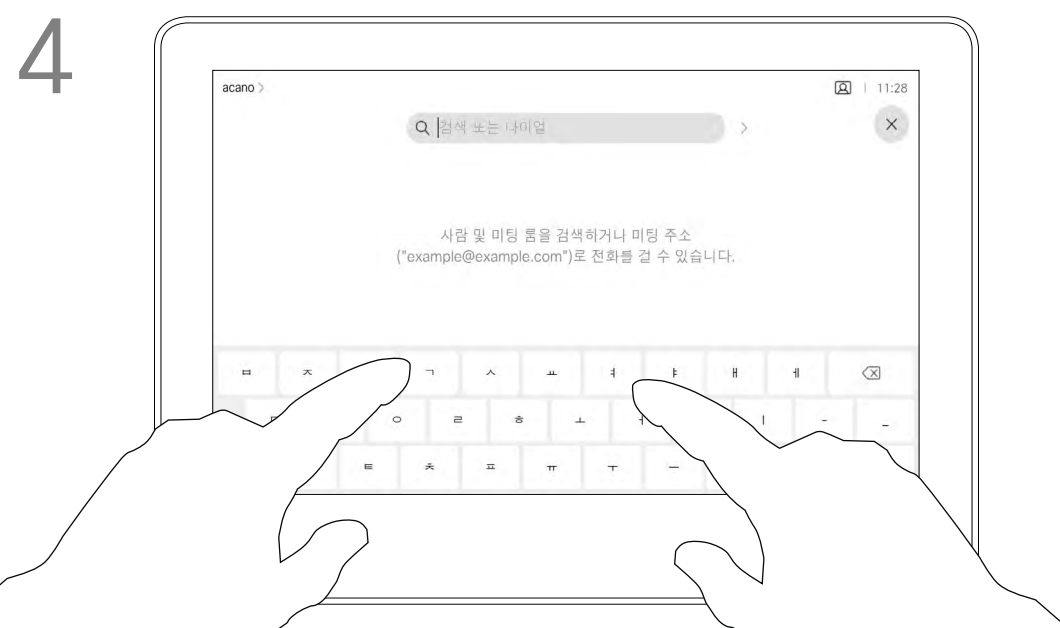 4
acano >
11:28
검색 또는 다이얼
사람 및 미팅 룸을 검색하거나 미팅 주소
("example@example.com")로 전화를 걸 수 있습니다.
ㅂ ㅈ ㄱ ㅅ ㅛ ㅕ ㅑ ㅐ ㅔ
ㅇ ㄹ ㅎ ㅗ ㅓ ㅣ - _
ㅌ ㅊ ㅍ ㅠ ㅜ ㅡ